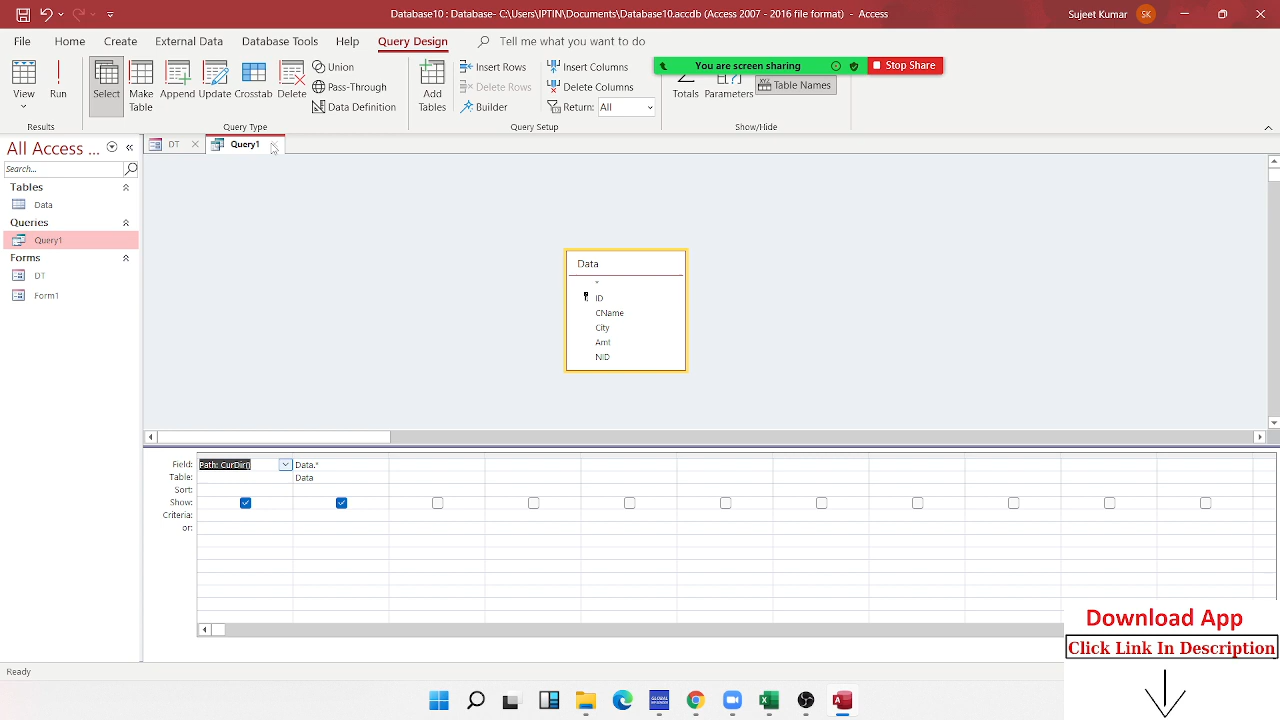 Database10 : Database- C:\Users\IPTIN\Documents\Database10.accdb (Access 2007 - 2016 file format) - Access
Sujeet Kumar
SK
File
Home
Create
External Data
Database Tools
Help
Query Design
Tell me what you want to do
View
Run
Select
Make Table
Append
Update
Crosstab
Delete
Union
Pass-Through
Data Definition
Add Tables
Insert Rows
Delete Rows
Builder
Insert Columns
Delete Columns
Return: All
You are screen sharing
Stop Share
Totals
Parameters
Table Names
Results
Query Type
Query Setup
Show/Hide
All Access ...
DT
Query1
Search...
Tables
Data
Queries
Query1
Forms
DT
Form1
Data
*
ID
CName
City
Amt
NID
Field: Path: CurDir() Data.*
Table: Data
Sort:
Show:
Criteria:
or:
Download App
Click Link In Description
Ready